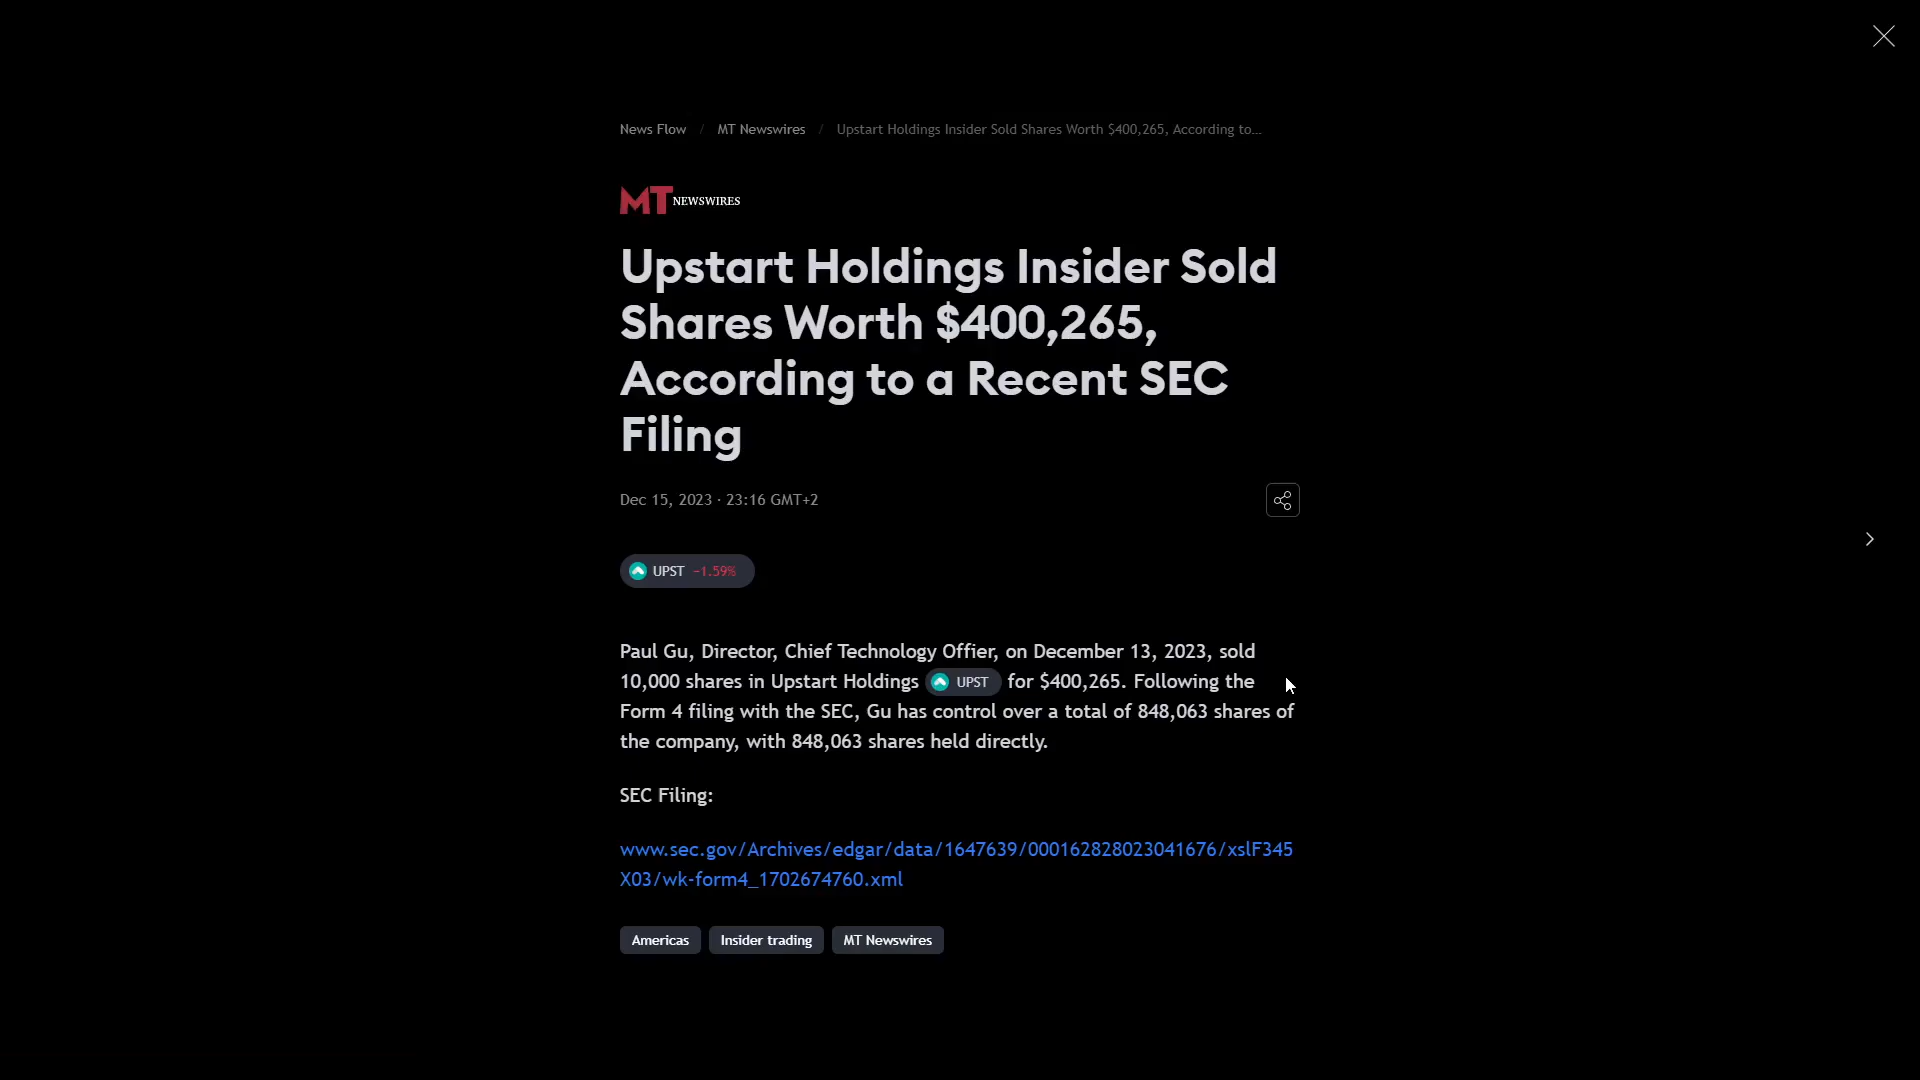 News Flow / MT Newswires / Upstart Holdings Insider Sold Shares Worth $400,265, According to...
MT NEWSWIRES
Upstart Holdings Insider Sold
Shares Worth $400,265,
According to a Recent SEC
Filing
Dec 15, 2023 · 23:16 GMT+2
UPST −1.59%
Paul Gu, Director, Chief Technology Offier, on December 13, 2023, sold
10,000 shares in Upstart Holdings UPST for $400,265. Following the
Form 4 filing with the SEC, Gu has control over a total of 848,063 shares of
the company, with 848,063 shares held directly.
SEC Filing:
www.sec.gov/Archives/edgar/data/1647639/000162828023041676/xslF345
X03/wk-form4_1702674760.xml
Americas Insider trading MT Newswires